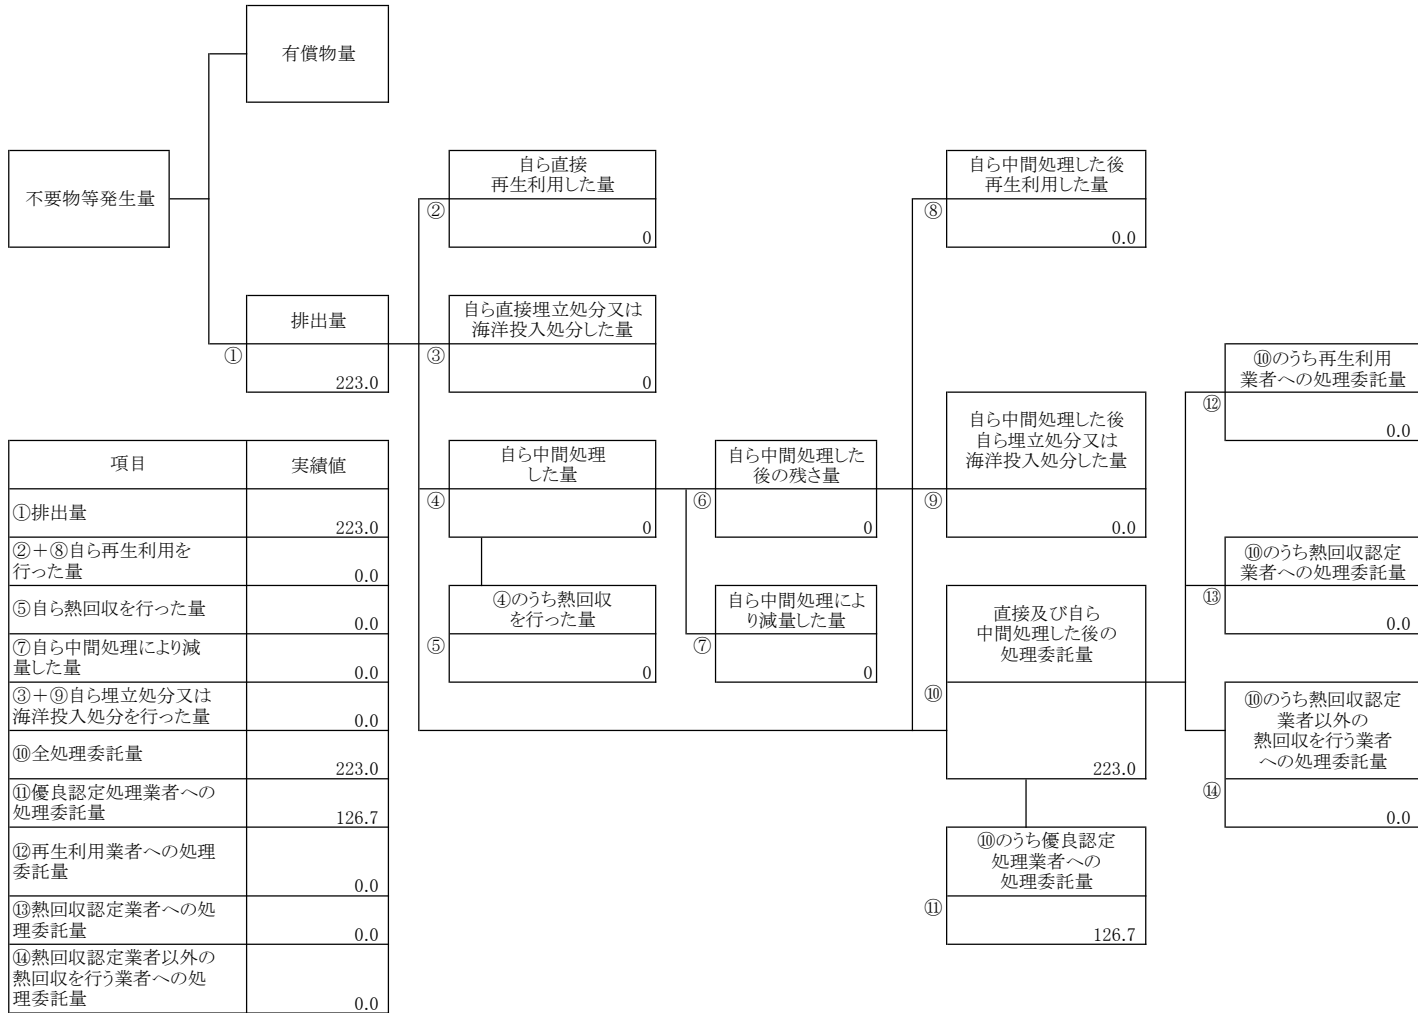 有償物量
不要物等発生量
自ら直接
再生利用した量
②
0
自ら中間処理した後
再生利用した量
⑧
0.0
排出量
①
223.0
自ら直接埋立処分又は
海洋投入処分した量
③
0
⑩のうち再生利用
業者への処理委託量
⑫
0.0
自ら中間処理
した量
④
0
自ら中間処理した
後の残さ量
⑥
0
自ら中間処理した後
自ら埋立処分又は
海洋投入処分した量
⑨
0.0
⑩のうち熱回収認定
業者への処理委託量
⑬
0.0
④のうち熱回収
を行った量
⑤
0
自ら中間処理によ
り減量した量
⑦
0
直接及び自ら
中間処理した後の
処理委託量
⑩
223.0
⑩のうち熱回収認定
業者以外の
熱回収を行う業者
への処理委託量
⑭
0.0
⑩のうち優良認定
処理業者への
処理委託量
⑪
126.7
項目 実績値
①排出量
223.0
②＋⑧自ら再生利用を
行った量 0.0
⑤自ら熱回収を行った量
0.0
⑦自ら中間処理により減
量した量 0.0
③＋⑨自ら埋立処分又は
海洋投入処分を行った量 0.0
⑩全処理委託量
223.0
⑪優良認定処理業者への
処理委託量 126.7
⑫再生利用業者への処理
委託量
0.0
⑬熱回収認定業者への処
理委託量 0.0
⑭熱回収認定業者以外の
熱回収を行う業者への処
理委託量 0.0